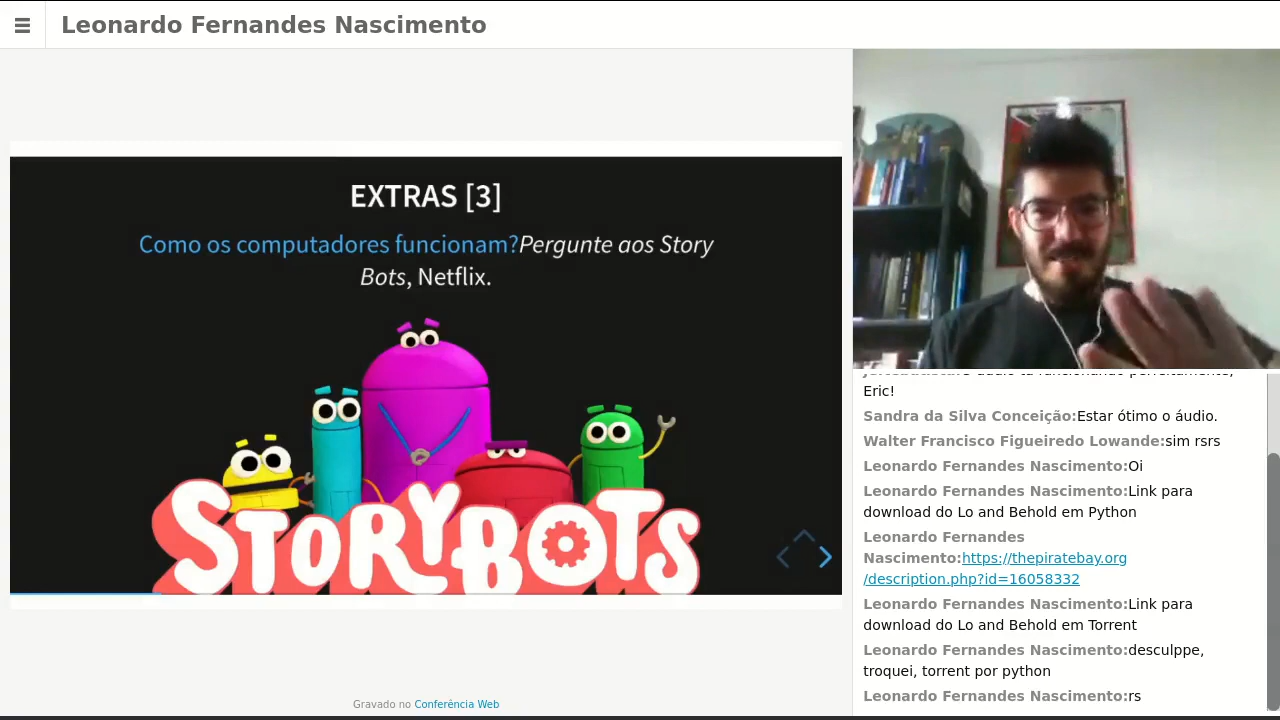 Leonardo Fernandes Nascimento
EXTRAS [3]
Como os computadores funcionam?Pergunte aos Story
Bots, Netflix.
STORYBOTS
Gravado no Conferência Web
Eric!
Sandra da Silva Conceição:Estar ótimo o áudio.
Walter Francisco Figueiredo Lowande:sim rsrs
Leonardo Fernandes Nascimento:Oi
Leonardo Fernandes Nascimento:Link para
download do Lo and Behold em Python
Leonardo Fernandes
Nascimento:https://thepiratebay.org
/description.php?id=16058332
Leonardo Fernandes Nascimento:Link para
download do Lo and Behold em Torrent
Leonardo Fernandes Nascimento:desculppe,
troquei, torrent por python
Leonardo Fernandes Nascimento:rs